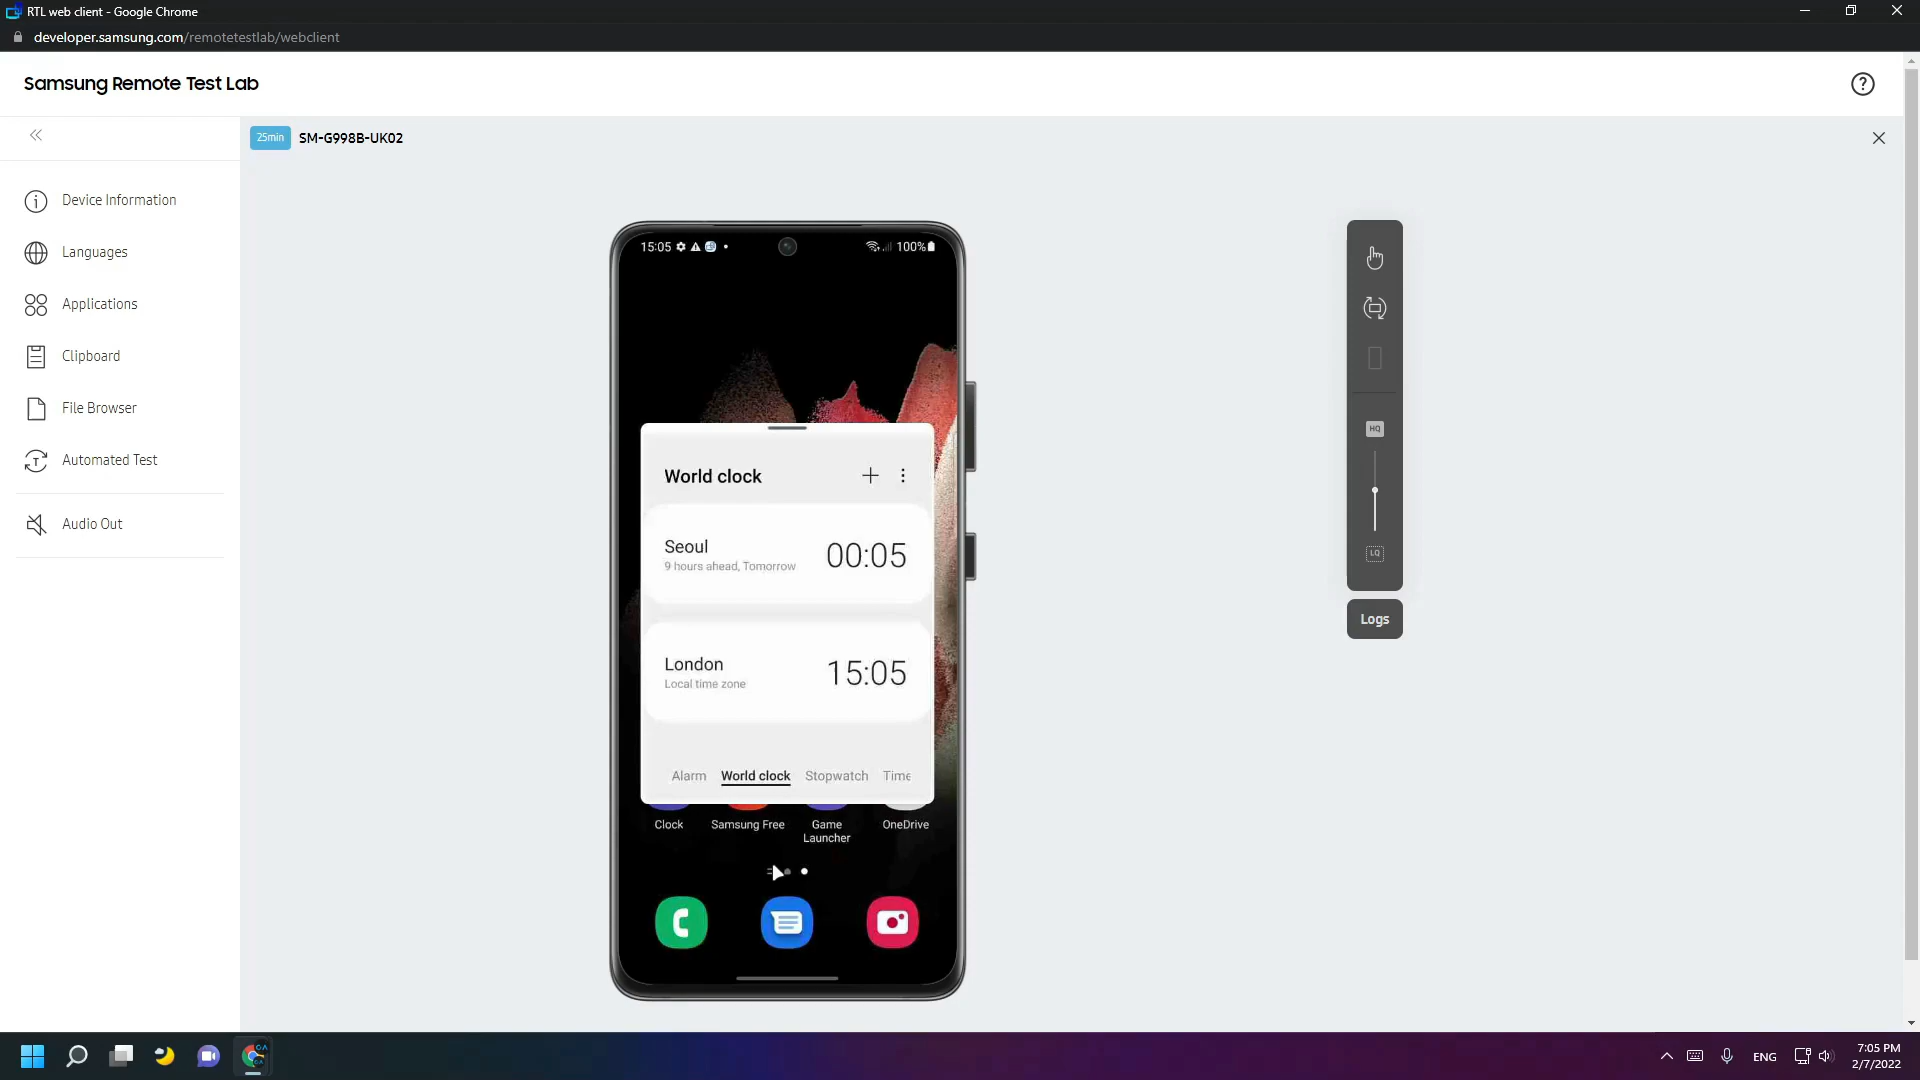 RTL web client - Google Chrome
developer.samsung.com/remotetestlab/webclient
Samsung Remote Test Lab
25min SM-G998B-UK02
Device Information
Languages
Applications
Clipboard
File Browser
Automated Test
Audio Out
15:05
100%
World clock
Seoul
9 hours ahead, Tomorrow
00:05
London
Local time zone
15:05
Alarm World clock Stopwatch Time
Clock
Samsung Free
Game
Launcher
OneDrive
HQ
LQ
Logs
ENG
7:05 PM
2/7/2022